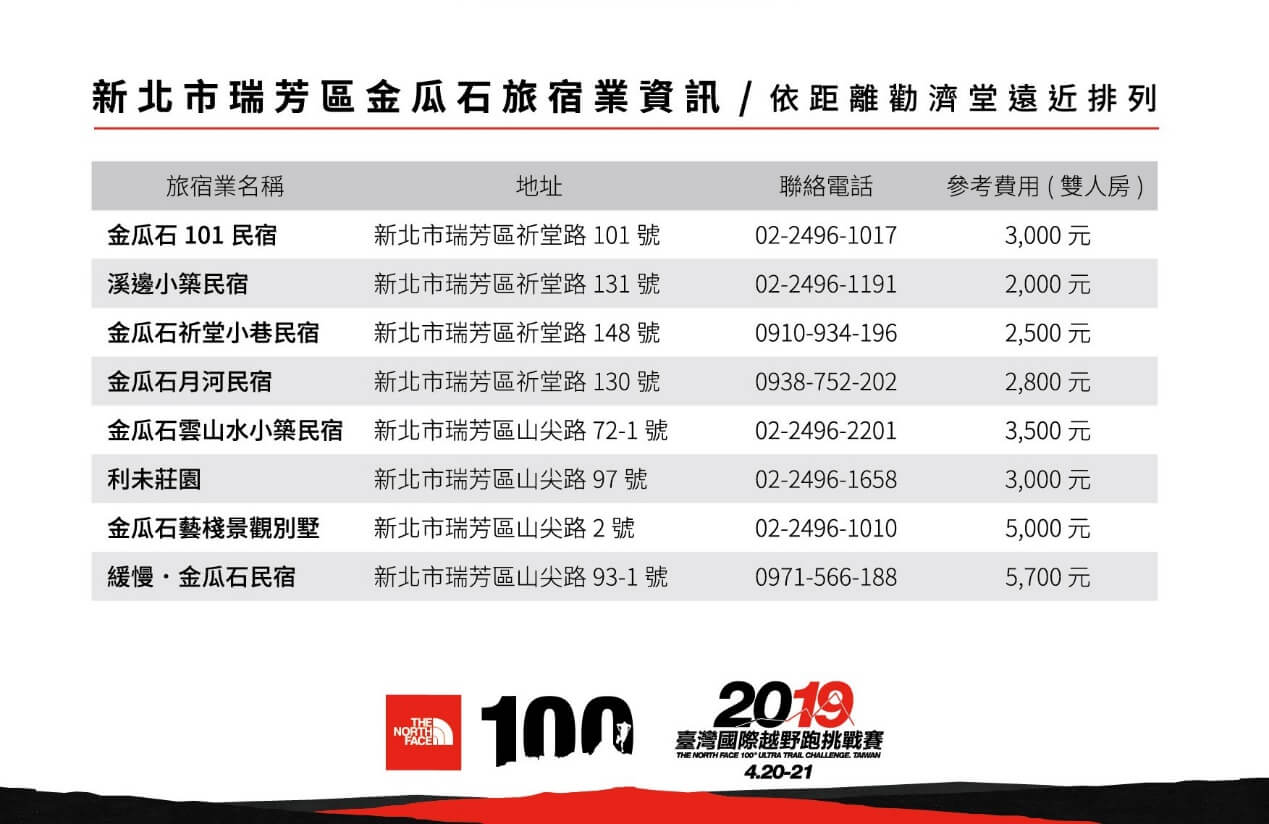 新北市瑞芳區金瓜石旅宿業資訊 / 依距離勸濟堂遠近排列
旅宿業名稱 地址 聯絡電話 參考費用 ( 雙人房 )
金瓜石 101 民宿 新北市瑞芳區祈堂路 101 號 02-2496-1017 3,000 元
溪邊小築民宿 新北市瑞芳區祈堂路 131 號 02-2496-1191 2,000 元
金瓜石祈堂小巷民宿 新北市瑞芳區祈堂路 148 號 0910-934-196 2,500 元
金瓜石月河民宿 新北市瑞芳區祈堂路 130 號 0938-752-202 2,800 元
金瓜石雲山水小築民宿 新北市瑞芳區山尖路 72-1 號 02-2496-2201 3,500 元
利未莊園 新北市瑞芳區山尖路 97 號 02-2496-1658 3,000 元
金瓜石藝棧景觀別墅 新北市瑞芳區山尖路 2 號 02-2496-1010 5,000 元
緩慢．金瓜石民宿 新北市瑞芳區山尖路 93-1 號 0971-566-188 5,700 元
THE
NORTH
FACE
100
2019
臺灣國際越野跑挑戰賽
THE NORTH FACE 100® ULTRA TRAIL CHALLENGE. TAIWAN
4.20-21